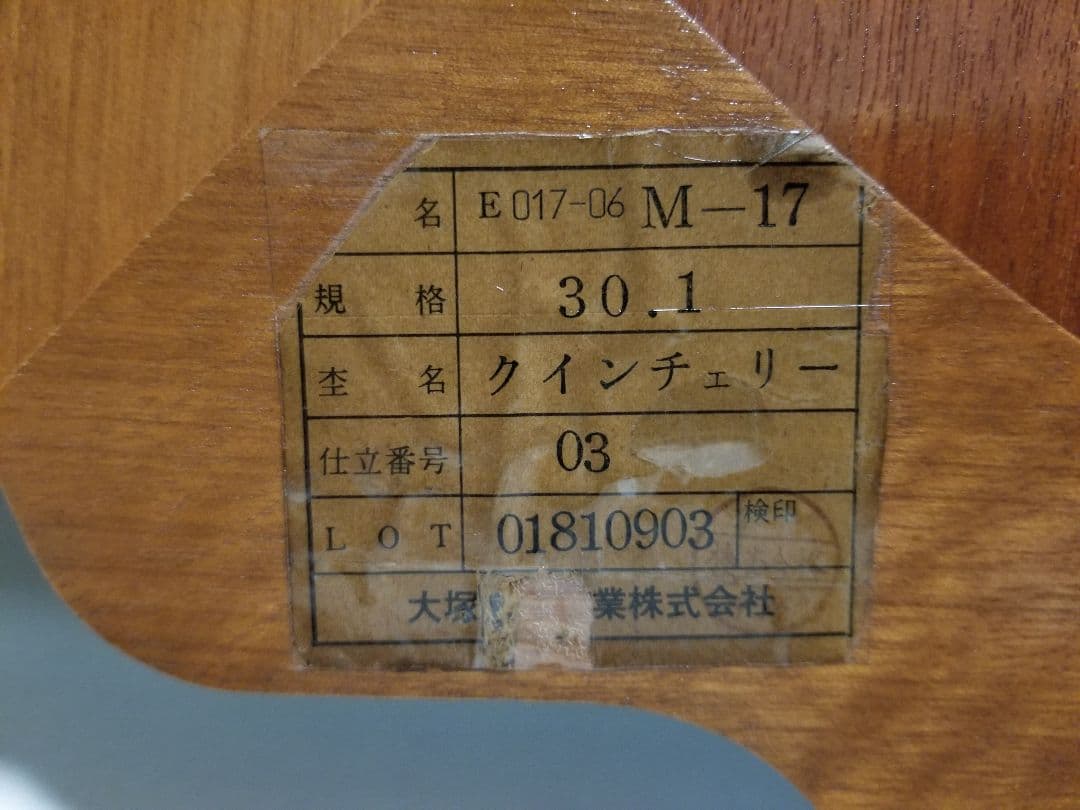 名 E017-06 M-17
規格 30.1
杢名 クインチェリー
仕立番号 03
LOT 01810903 検印
大塚 業株式会社